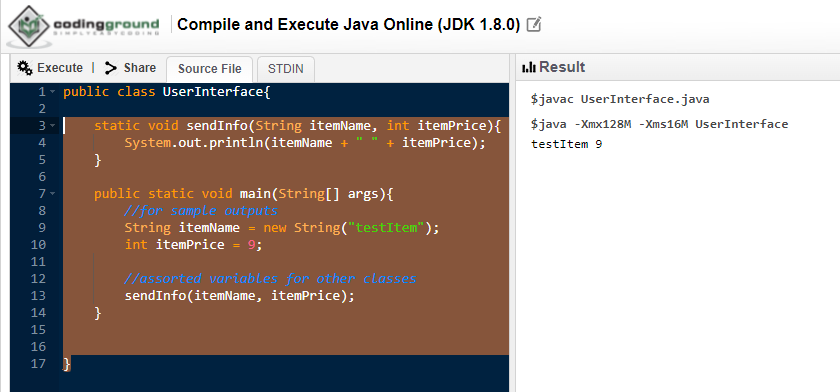 codingground
SIMPLYEASYCODING
Compile and Execute Java Online (JDK 1.8.0)
Execute | Share Source File STDIN
Result
1 public class UserInterface{
2
3 static void sendInfo(String itemName, int itemPrice){
4 System.out.println(itemName + " " + itemPrice);
5 }
6
7 public static void main(String[] args){
8 //for sample outputs
9 String itemName = new String("testItem");
10 int itemPrice = 9;
11
12 //assorted variables for other classes
13 sendInfo(itemName, itemPrice);
14 }
15
16
17 }
$javac UserInterface.java
$java -Xmx128M -Xms16M UserInterface
testItem 9